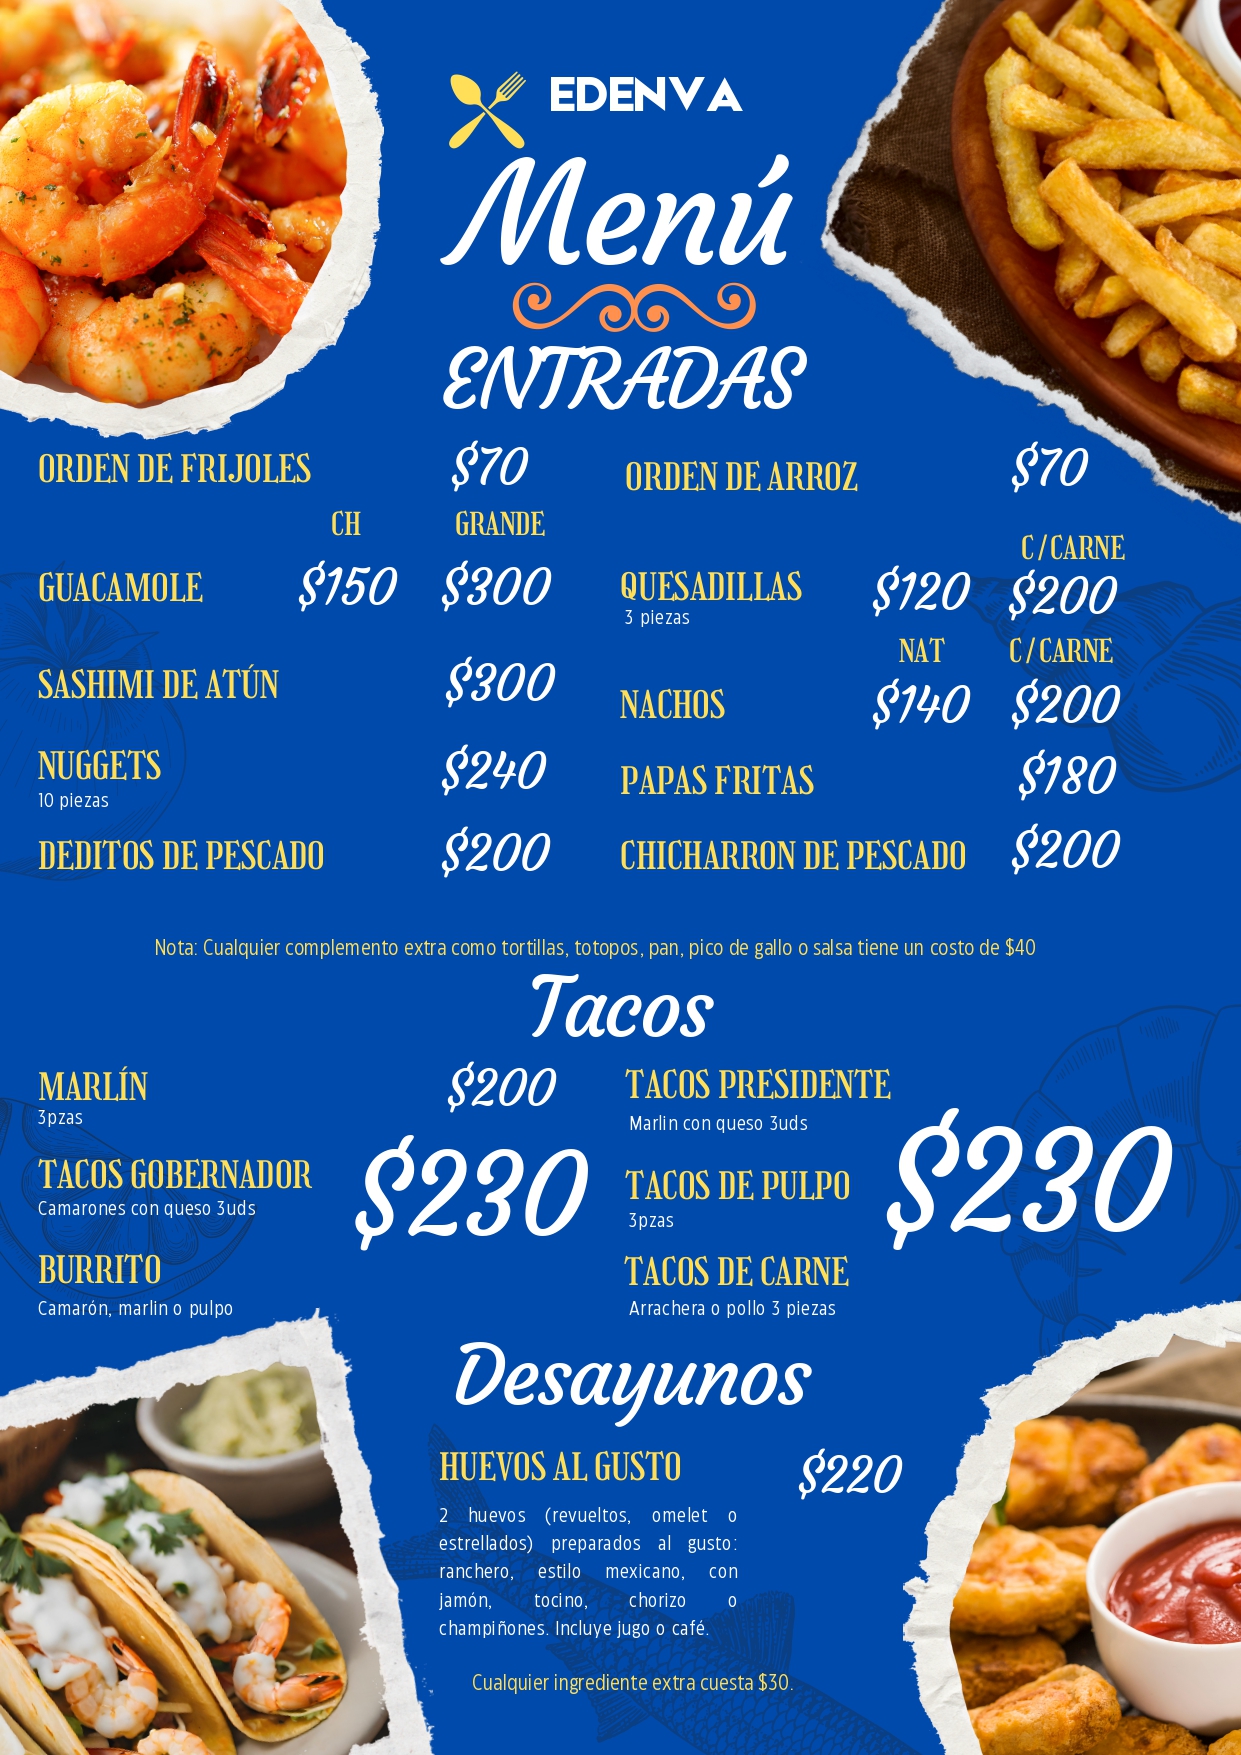 EDENVA
Menú
ENTRADAS
ORDEN DE FRIJOLES $70
CH GRANDE
GUACAMOLE $150 $300
SASHIMI DE ATÚN $300
NUGGETS $240
10 piezas
DEDITOS DE PESCADO $200
ORDEN DE ARROZ $70
C/CARNE
QUESADILLAS $120 $200
3 piezas
NAT C/CARNE
NACHOS $140 $200
PAPAS FRITAS $180
CHICHARRON DE PESCADO $200
Nota: Cualquier complemento extra como tortillas, totopos, pan, pico de gallo o salsa tiene un costo de $40
Tacos
MARLÍN $200
3pzas
TACOS GOBERNADOR $230
Camarones con queso 3uds
BURRITO
Camarón, marlin o pulpo
TACOS PRESIDENTE
Marlin con queso 3uds
TACOS DE PULPO $230
3pzas
TACOS DE CARNE
Arrachera o pollo 3 piezas
Desayunos
HUEVOS AL GUSTO $220
2 huevos (revueltos, omelet o
estrellados) preparados al gusto:
ranchero, estilo mexicano, con
jamón, tocino, chorizo o
champiñones. Incluye jugo o café.
Cualquier ingrediente extra cuesta $30.